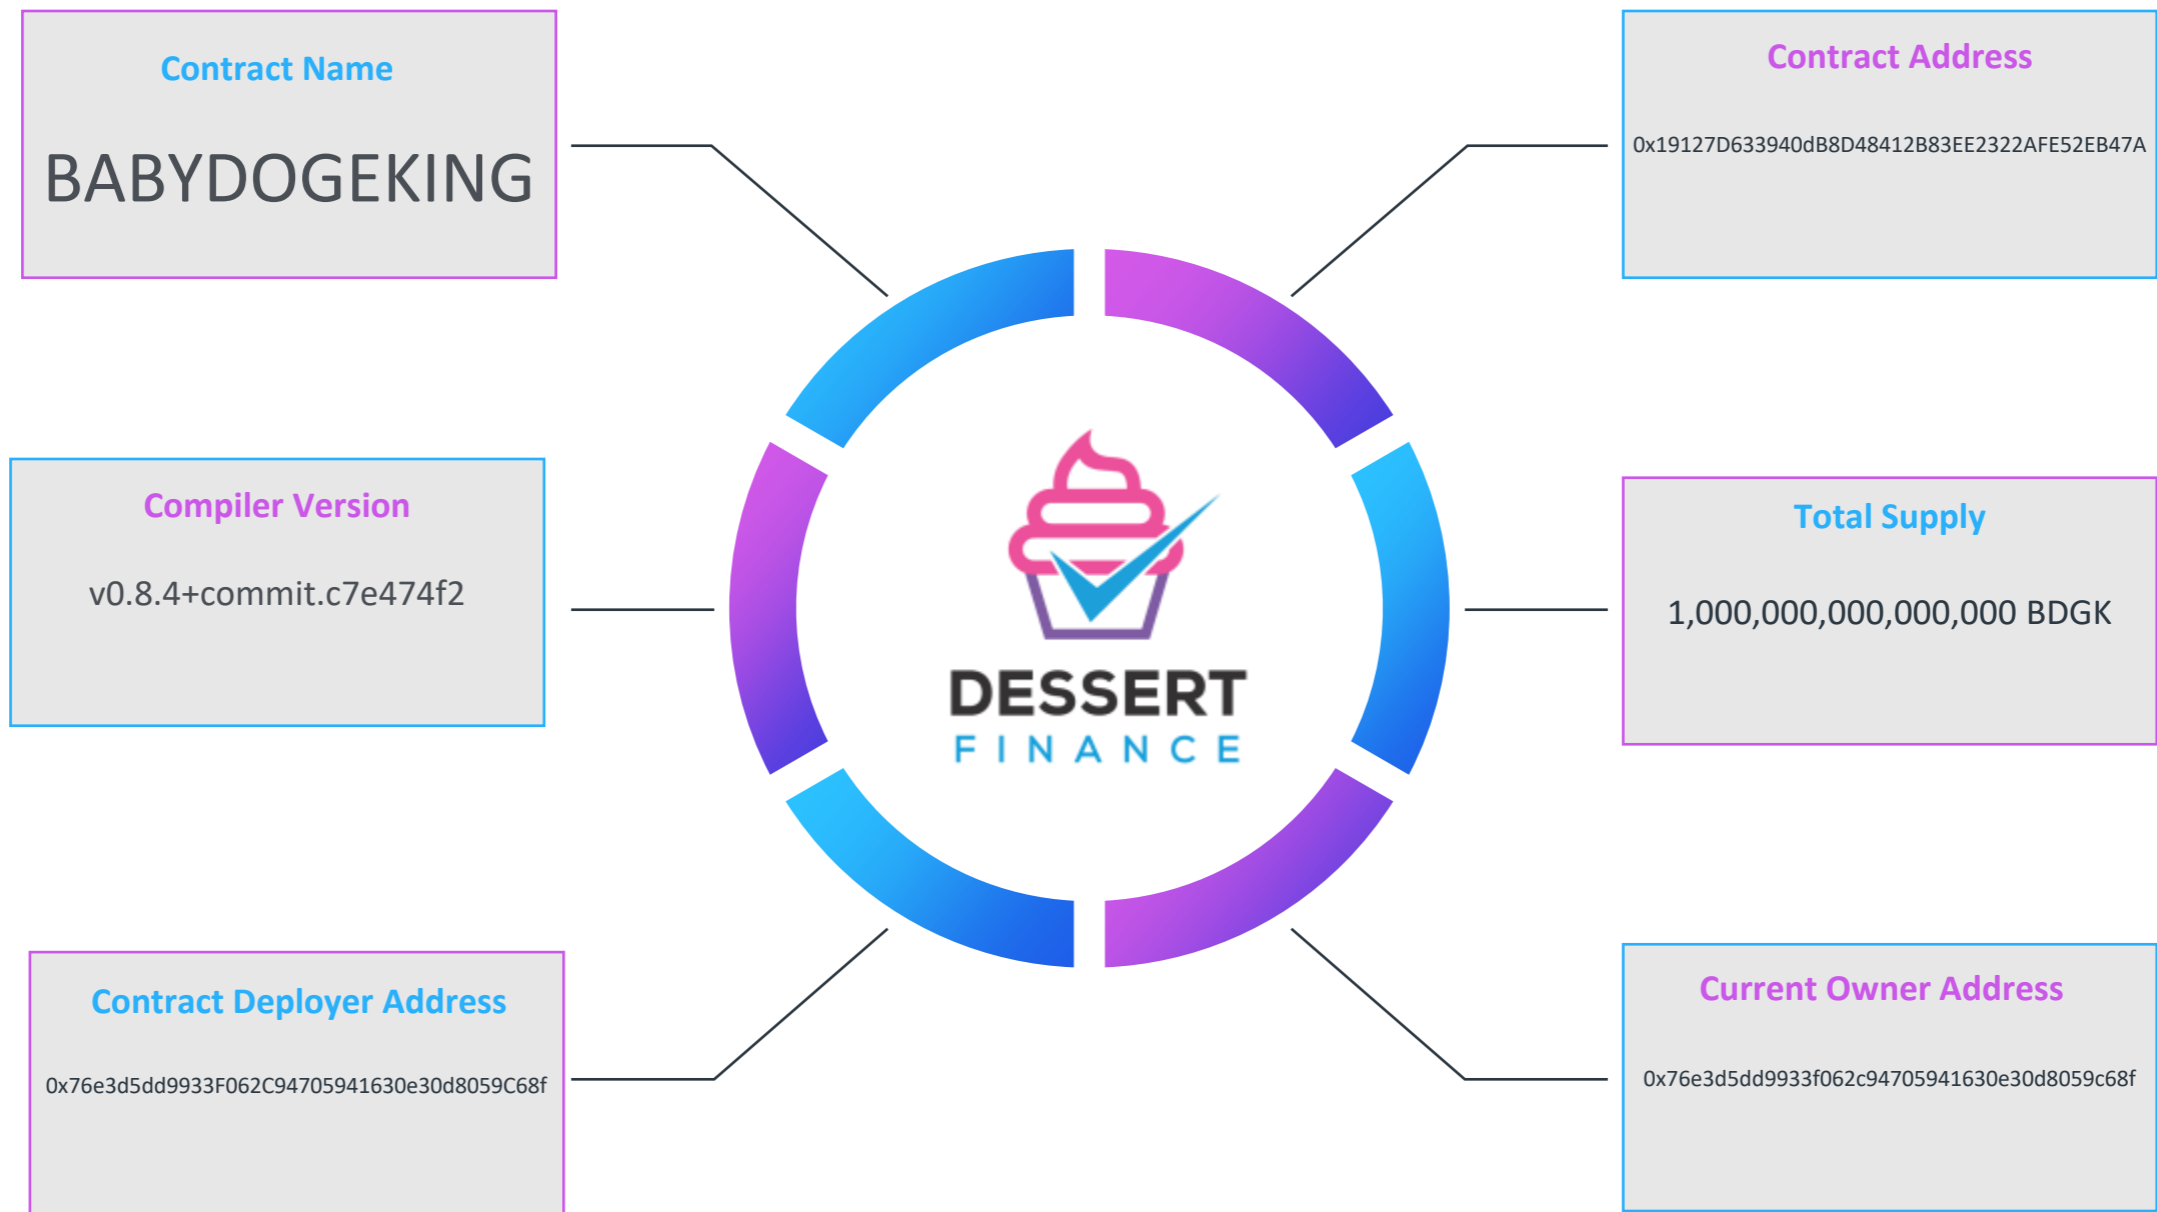 Contract Name
BABYDOGEKING
Contract Address
0x19127D633940dB8D48412B83EE2322AFE52EB47A
Compiler Version
v0.8.4+commit.c7e474f2
Total Supply
1,000,000,000,000,000 BDGK
DESSERT
FINANCE
Contract Deployer Address
0x76e3d5dd9933F062C94705941630e30d8059C68f
Current Owner Address
0x76e3d5dd9933f062c94705941630e30d8059c68f